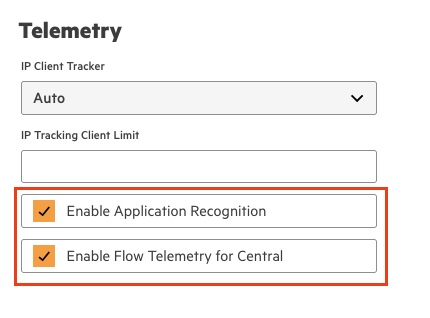 Telemetry
IP Client Tracker
Auto
IP Tracking Client Limit
Enable Application Recognition
Enable Flow Telemetry for Central